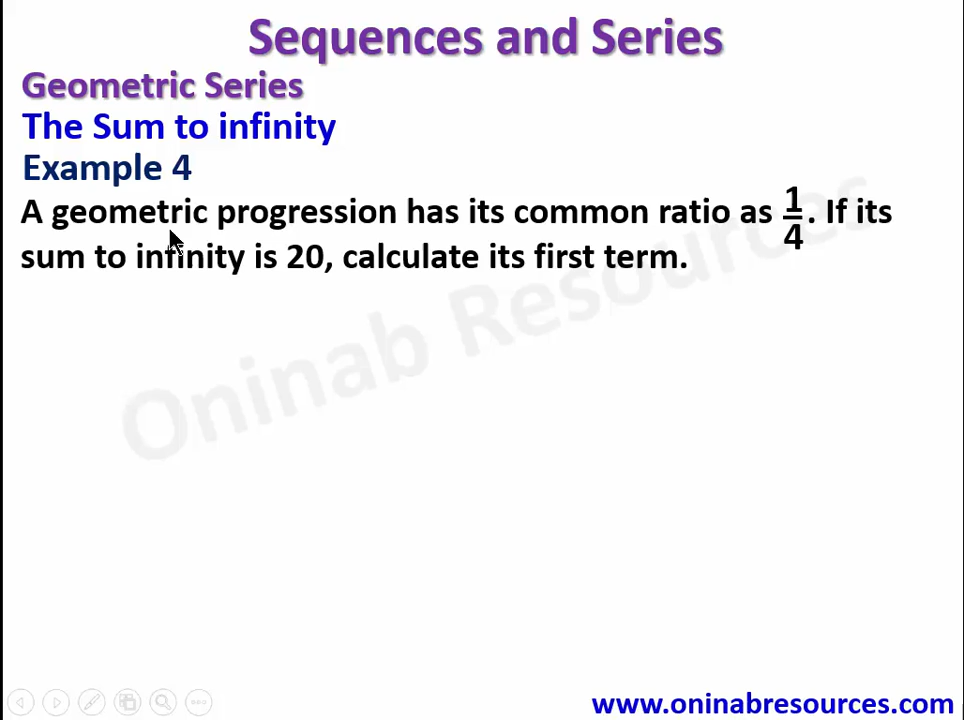 Sequences and Series
Geometric Series
The Sum to infinity
Example 4
A geometric progression has its common ratio as 1/4. If its
sum to infinity is 20, calculate its first term.
Oninab Resources
www.oninabresources.com